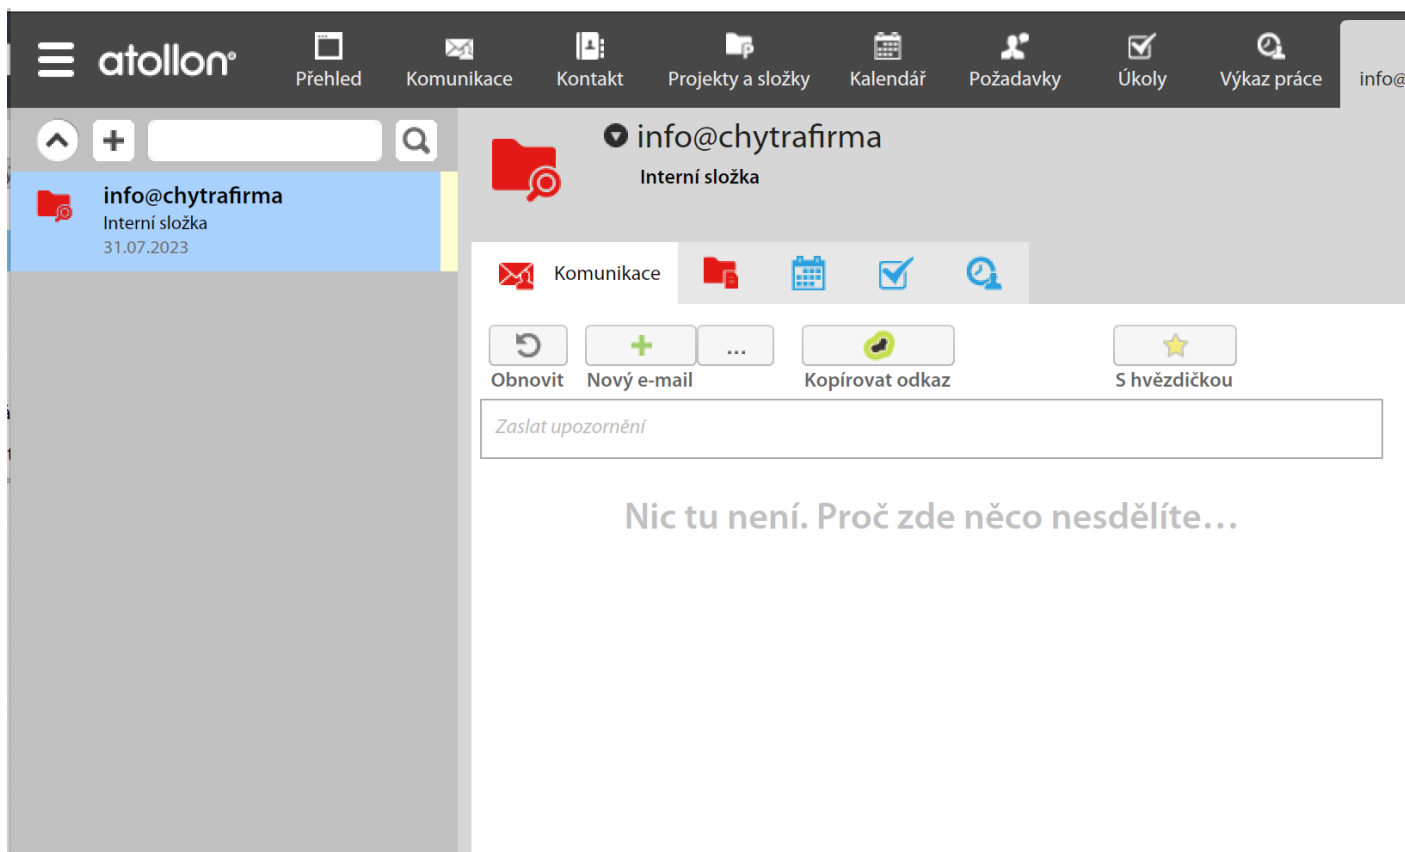 atollon
Přehled
Komunikace
Kontakt
Projekty a složky
Kalendář
Požadavky
Úkoly
Výkaz práce
info@
info@chytrafirma
Interní složka
info@chytrafirma
Interní složka
31.07.2023
Komunikace
Obnovit
Nový e-mail
...
Kopírovat odkaz
S hvězdičkou
Zaslat upozornění
Nic tu není. Proč zde něco nesdělíte…